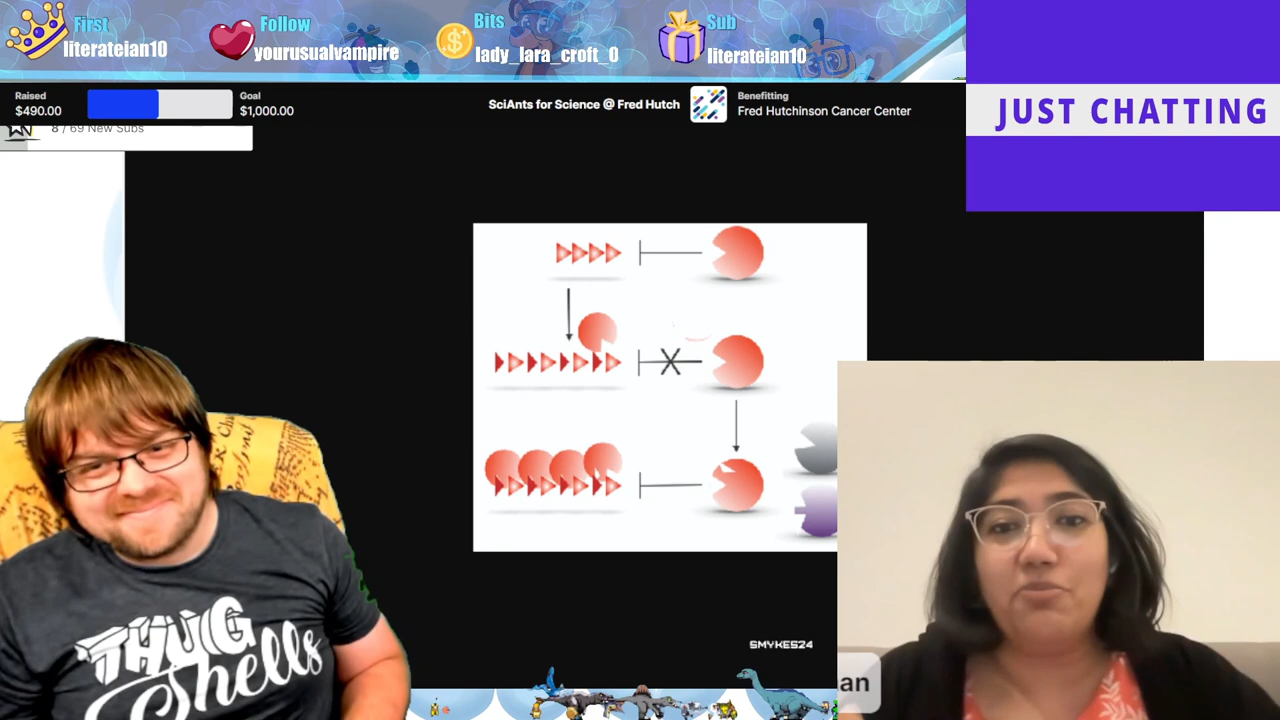 First
literateian10
Follow
yourusualvampire
Bits
lady_lara_croft_0
Sub
literateian10
Raised
$490.00
Goal
$1,000.00
SciAnts for Science @ Fred Hutch
Benefitting
Fred Hutchinson Cancer Center
JUST CHATTING
8 / 69 New Subs
THUG
Shells
SMYKES24
an